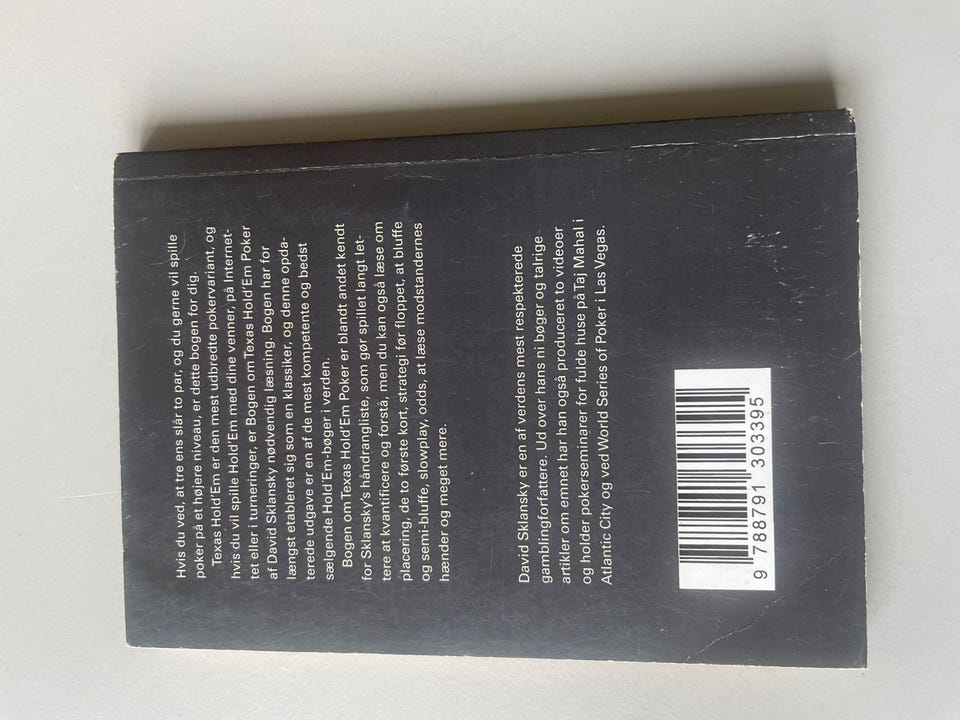 Hvis du ved, at tre ens slår to par, og du gerne vil spille
poker på et højere niveau, er dette bogen for dig.
Texas Hold'Em er den mest udbredte pokervariant, og
hvis du vil spille Hold'Em med dine venner, på Internet-
tet eller i turneringer, er Bogen om Texas Hold'Em Poker
af David Sklansky nødvendig læsning. Bogen har for
længst etableret sig som en klassiker, og denne opda-
terede udgave er en af de mest kompetente og bedst
sælgende Hold'Em-bøger i verden.
Bogen om Texas Hold'Em Poker er blandt andet kendt
for Sklansky's håndrangliste, som gør spillet langt let-
tere at kvantificere og forstå, men du kan også læse om
placering, de to første kort, strategi før floppet, at bluffe
og semi-bluffe, slowplay, odds, at læse modstandernes
hænder og meget mere.
David Sklansky er en af verdens mest respekterede
gamblingforfattere. Ud over hans ni bøger og talrige
artikler om emnet har han også produceret to videoer
og holder pokerseminarer for fulde huse på Taj Mahal i
Atlantic City og ved World Series of Poker i Las Vegas.
9 788791 303395